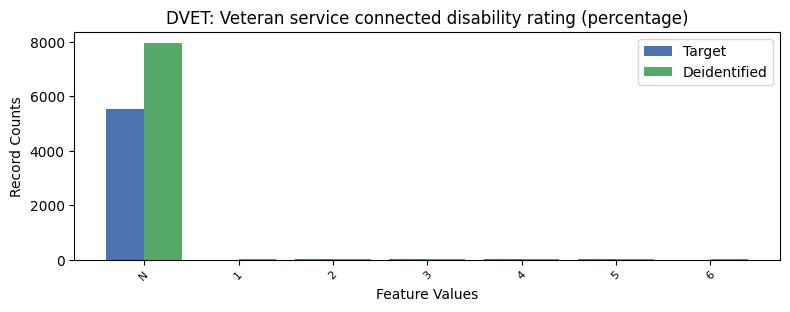 DVET: Veteran service connected disability rating (percentage)
Target
Deidentified
Record Counts
8000
6000
4000
2000
0
N 1 2 3 4 5 6
Feature Values